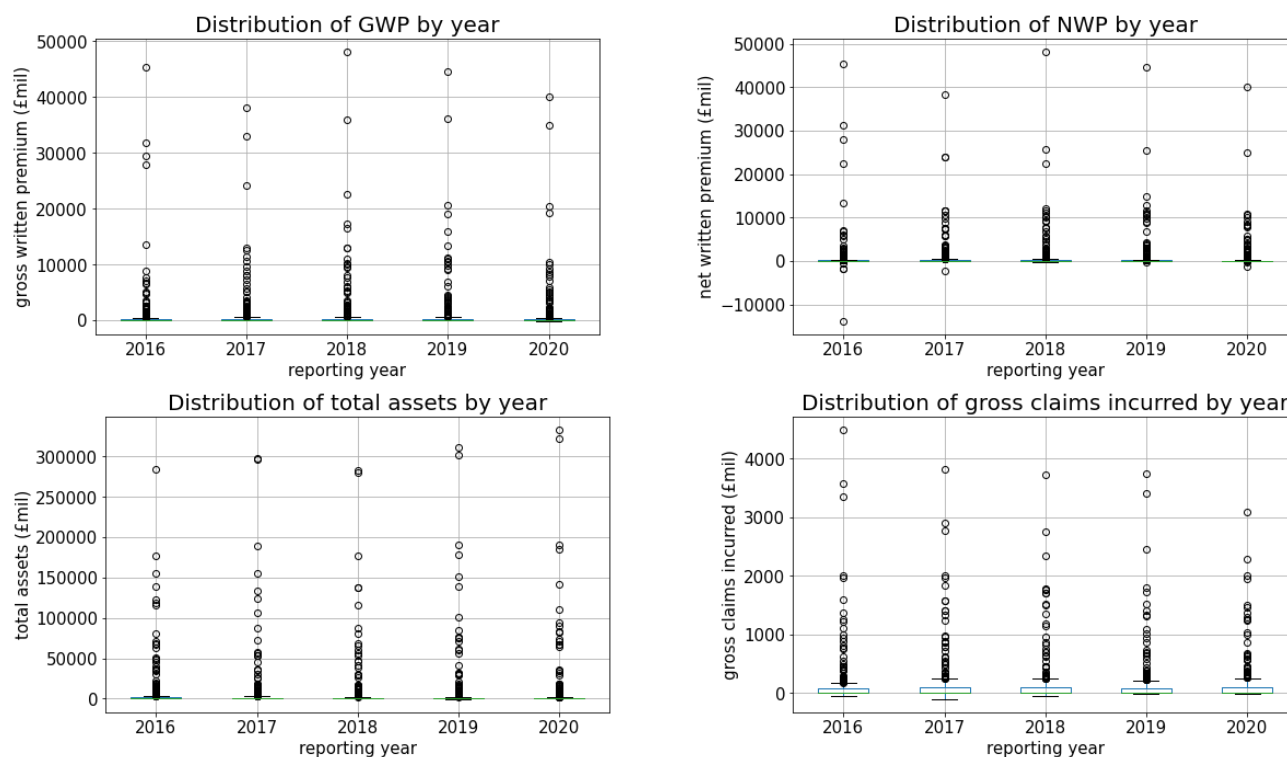 Distribution of GWP by year
gross written premium (£mil)
50000
40000
30000
20000
10000
0
2016 2017 2018 2019 2020
reporting year
Distribution of NWP by year
net written premium (£mil)
50000
40000
30000
20000
10000
0
−10000
2016 2017 2018 2019 2020
reporting year
Distribution of total assets by year
total assets (£mil)
300000
250000
200000
150000
100000
50000
0
2016 2017 2018 2019 2020
reporting year
Distribution of gross claims incurred by year
gross claims incurred (£mil)
4000
3000
2000
1000
0
2016 2017 2018 2019 2020
reporting year